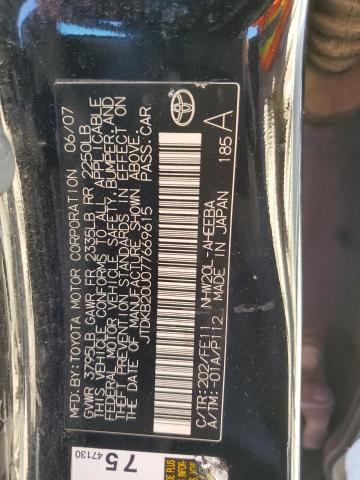 MFD.BY:TOYOTA MOTOR CORPORATION 06/07
GVWR 3795LB GAWR FR 2335LB RR 2250LB
THIS VEHICLE CONFORMS TO ALL APPLICABLE
FEDERAL MOTOR VEHICLE SAFETY, BUMPER, AND
THEFT PREVENTION STANDARDS IN EFFECT ON
THE DATE OF MANUFACTURE SHOWN ABOVE.
JTDKB20U077669615 PASS.CAR
C/TR:202/FE11 NHW20L-AHEEBA
A/TM:-01A/P112 MADE IN JAPAN
185A
75
47130